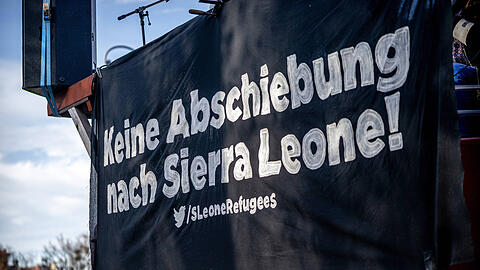 Keine Abschiebung
nach Sierra Leone!
/SLeoneRefugees